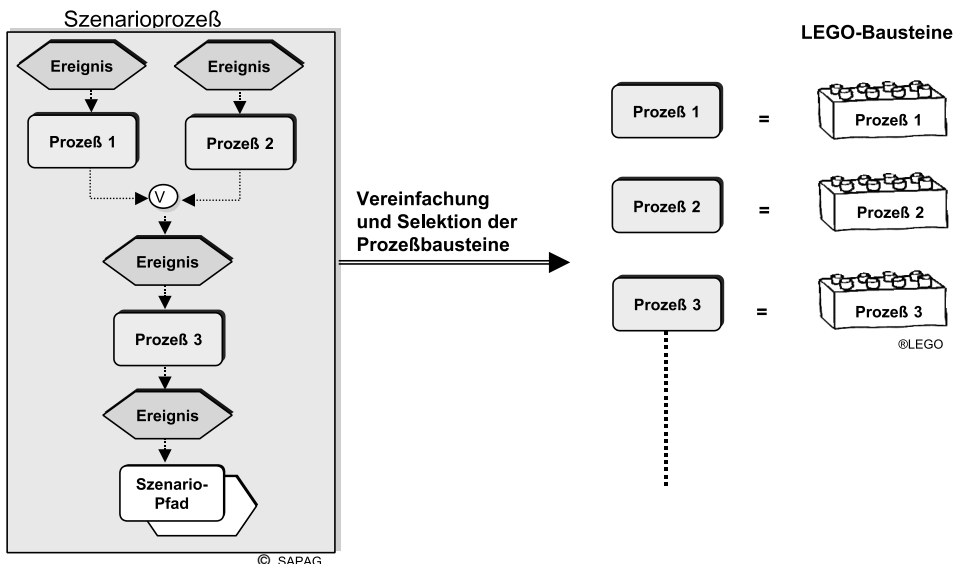 Szenarioprozeß
Ereignis
Ereignis
Prozeß 1
Prozeß 2
V
Ereignis
Prozeß 3
Ereignis
Szenario-
Pfad
© SAPAG
Vereinfachung
und Selektion der
Prozeßbausteine
LEGO-Bausteine
Prozeß 1 = Prozeß 1
Prozeß 2 = Prozeß 2
Prozeß 3 = Prozeß 3
®LEGO